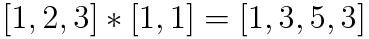 [1, 2, 3] ∗ [1, 1] = [1, 3, 5, 3]